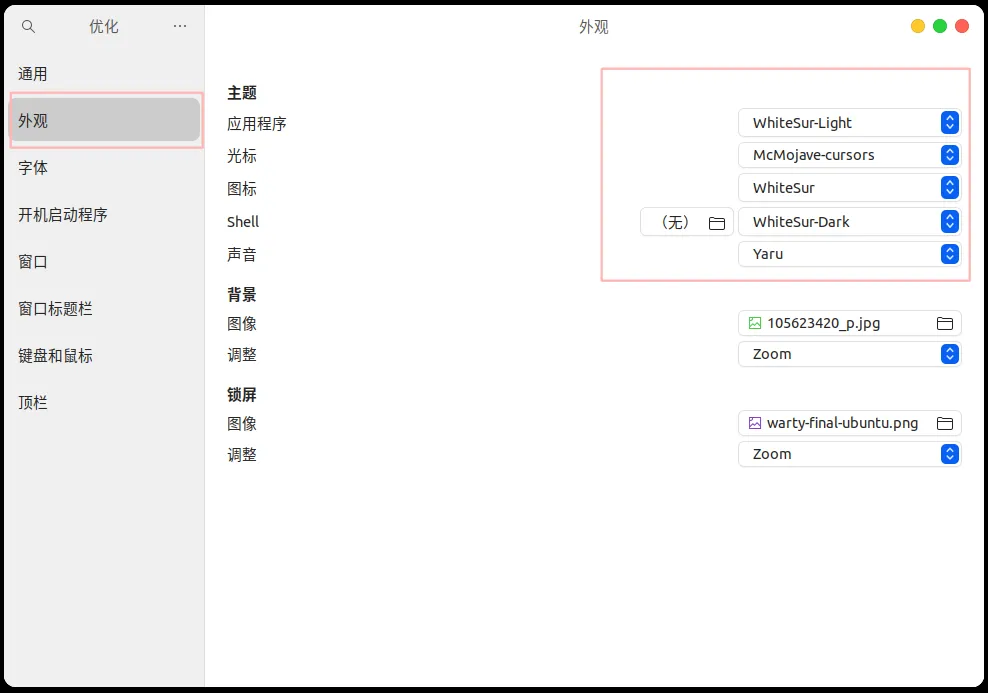 优化
外观
通用
外观
字体
开机启动程序
窗口
窗口标题栏
键盘和鼠标
顶栏
主题
应用程序 WhiteSur-Light
光标 McMojave-cursors
图标 WhiteSur
Shell （无） WhiteSur-Dark
声音 Yaru
背景
图像 105623420_p.jpg
调整 Zoom
锁屏
图像 warty-final-ubuntu.png
调整 Zoom